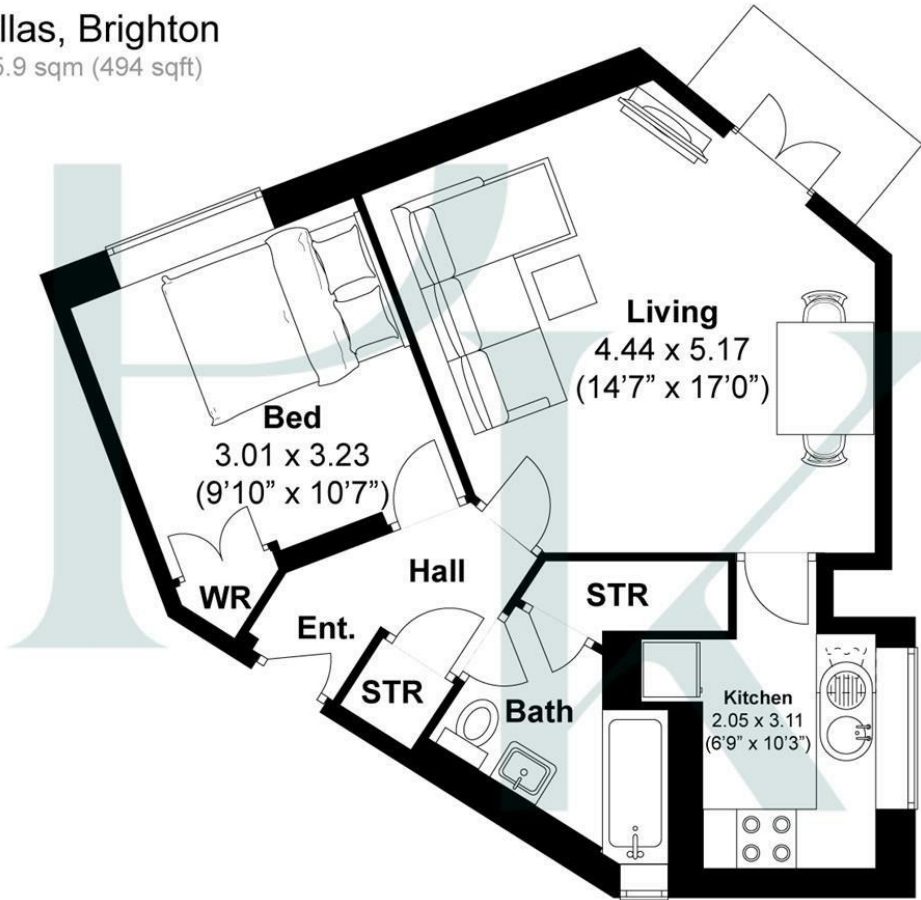 llas, Brighton
5.9 sqm (494 sqft)
Living
4.44 x 5.17
(14’7” x 17’0”)
Bed
3.01 x 3.23
(9’10” x 10’7”)
Hall
WR
STR
Ent.
STR
Bath
Kitchen
2.05 x 3.11
(6’9” x 10’3”)